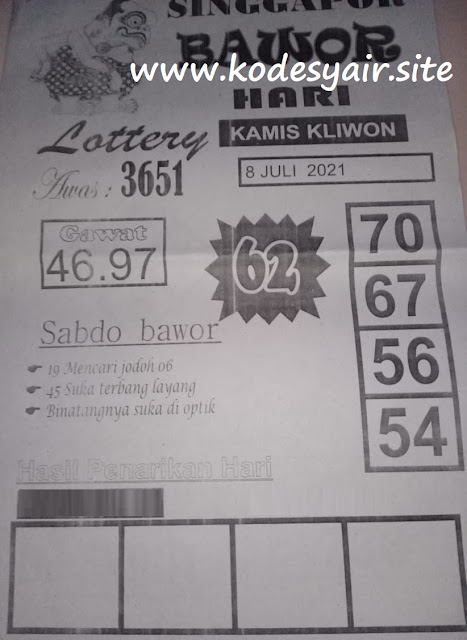 SINGGAPOR
BAWOR
www.kodesyair.site
HARI
Lottery
KAMIS KLIWON
Awas : 3651
8 JULI 2021
Gawat
46.97
62
70
67
56
54
Sabdo bawor
19 Mencari jodoh 06
45 Suka terbang layang
Binatangnya suka di optik
Hasil Penarikan Hari